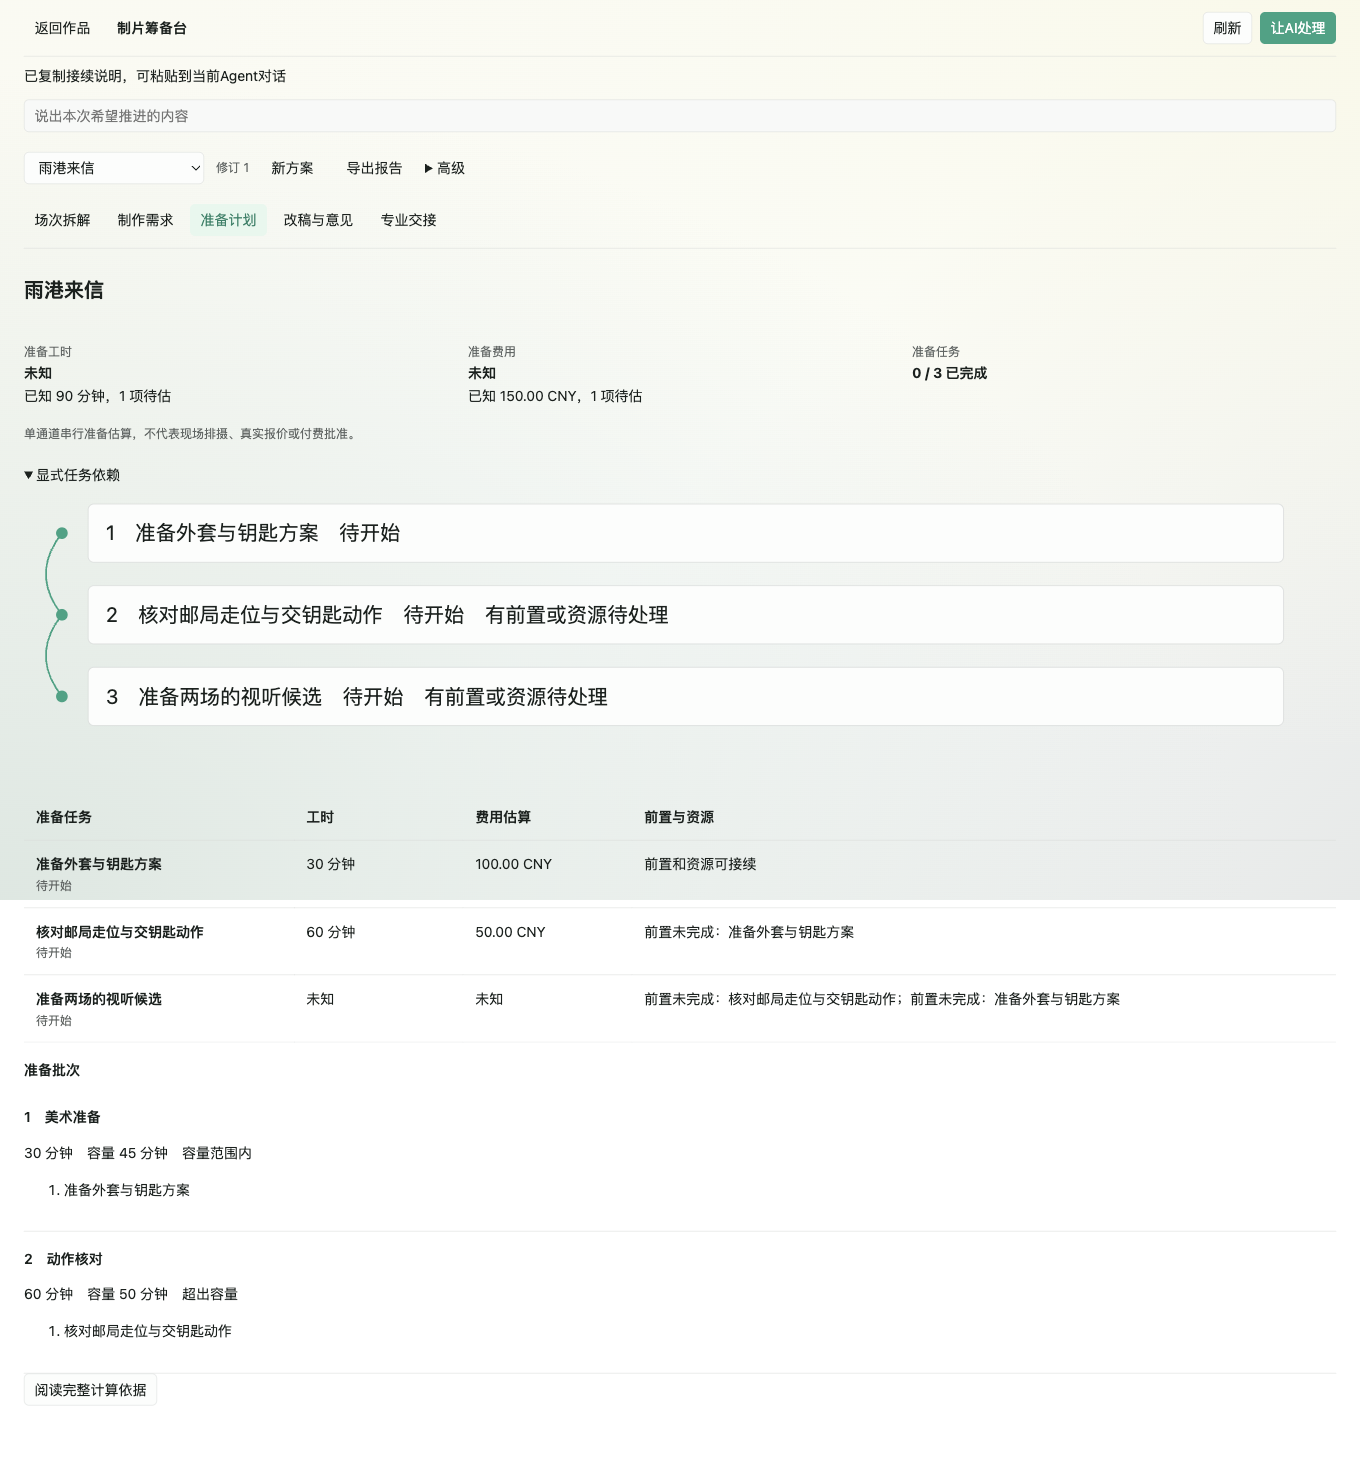 返回作品 制片筹备台 刷新 让AI处理
已复制接续说明，可粘贴到当前Agent对话
说出本次希望推进的内容
雨港来信 修订 1 新方案 导出报告 ▶ 高级
场次拆解 制作需求 准备计划 改稿与意见 专业交接
雨港来信
准备工时 准备费用 准备任务
未知 未知 0 / 3 已完成
已知 90 分钟，1 项待估 已知 150.00 CNY，1 项待估
单通道串行准备估算，不代表现场排摄、真实报价或付费批准。
▼ 显式任务依赖
1 准备外套与钥匙方案 待开始
2 核对邮局走位与交钥匙动作 待开始 有前置或资源待处理
3 准备两场的视听候选 待开始 有前置或资源待处理
准备任务 工时 费用估算 前置与资源
准备外套与钥匙方案 30 分钟 100.00 CNY 前置和资源可接续
待开始
核对邮局走位与交钥匙动作 60 分钟 50.00 CNY 前置未完成：准备外套与钥匙方案
待开始
准备两场的视听候选 未知 未知 前置未完成：核对邮局走位与交钥匙动作；前置未完成：准备外套与钥匙方案
待开始
准备批次
1 美术准备
30 分钟 容量 45 分钟 容量范围内
1. 准备外套与钥匙方案
2 动作核对
60 分钟 容量 50 分钟 超出容量
1. 核对邮局走位与交钥匙动作
阅读完整计算依据